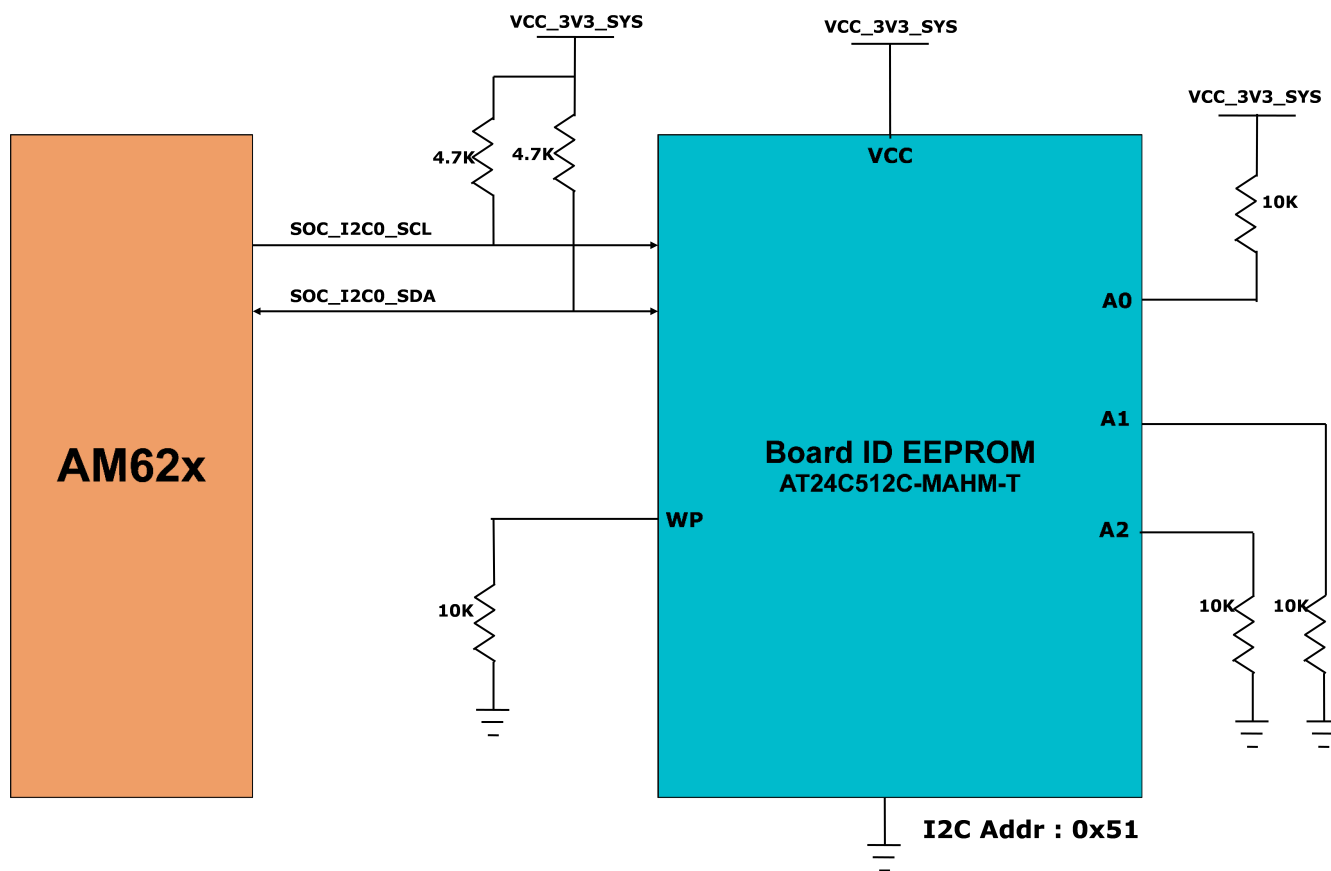 VCC_3V3_SYS
VCC_3V3_SYS
VCC_3V3_SYS
4.7K
4.7K
VCC
10K
SOC_I2C0_SCL
SOC_I2C0_SDA
A0
A1
AM62x
Board ID EEPROM
AT24C512C-MAHM-T
WP
A2
10K
10K
10K
I2C Addr : 0x51